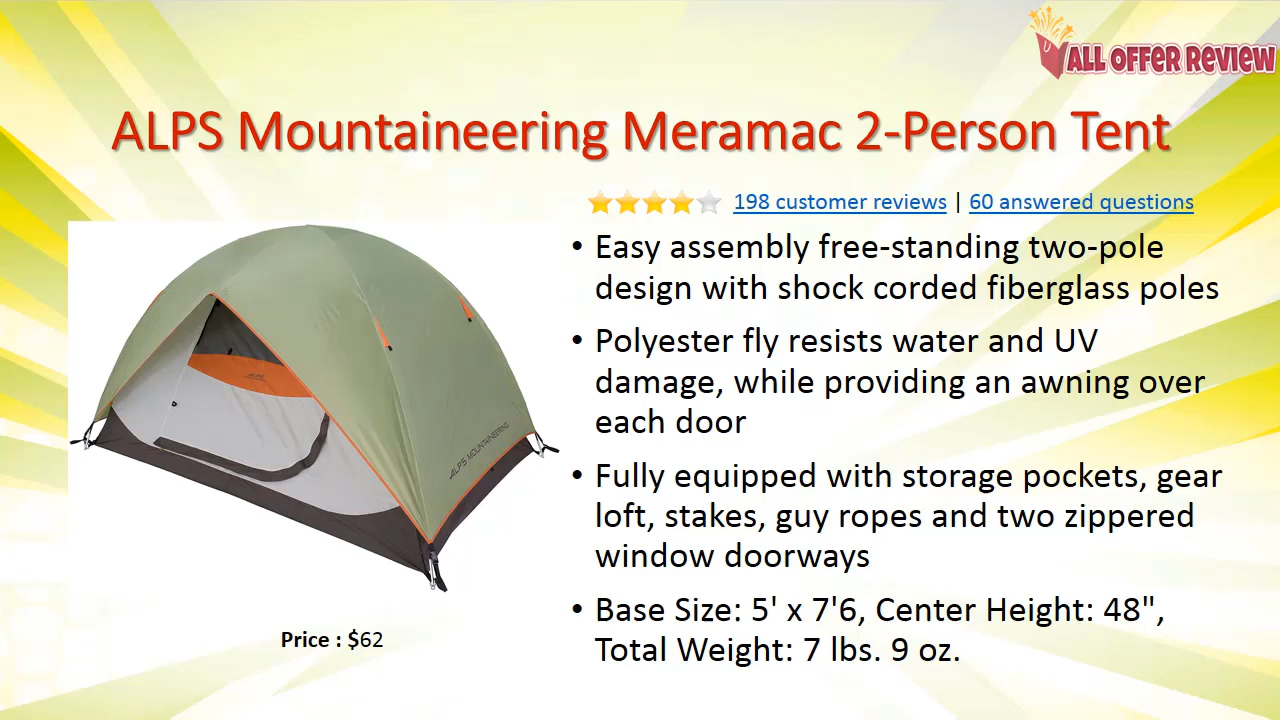 ALL OFFER REVIEW
ALPS Mountaineering Meramac 2-Person Tent
198 customer reviews | 60 answered questions
• Easy assembly free-standing two-pole
design with shock corded fiberglass poles
• Polyester fly resists water and UV
damage, while providing an awning over
each door
• Fully equipped with storage pockets, gear
loft, stakes, guy ropes and two zippered
window doorways
• Base Size: 5' x 7'6, Center Height: 48",
Total Weight: 7 lbs. 9 oz.
ALPS MOUNTAINEERING
Price : $62